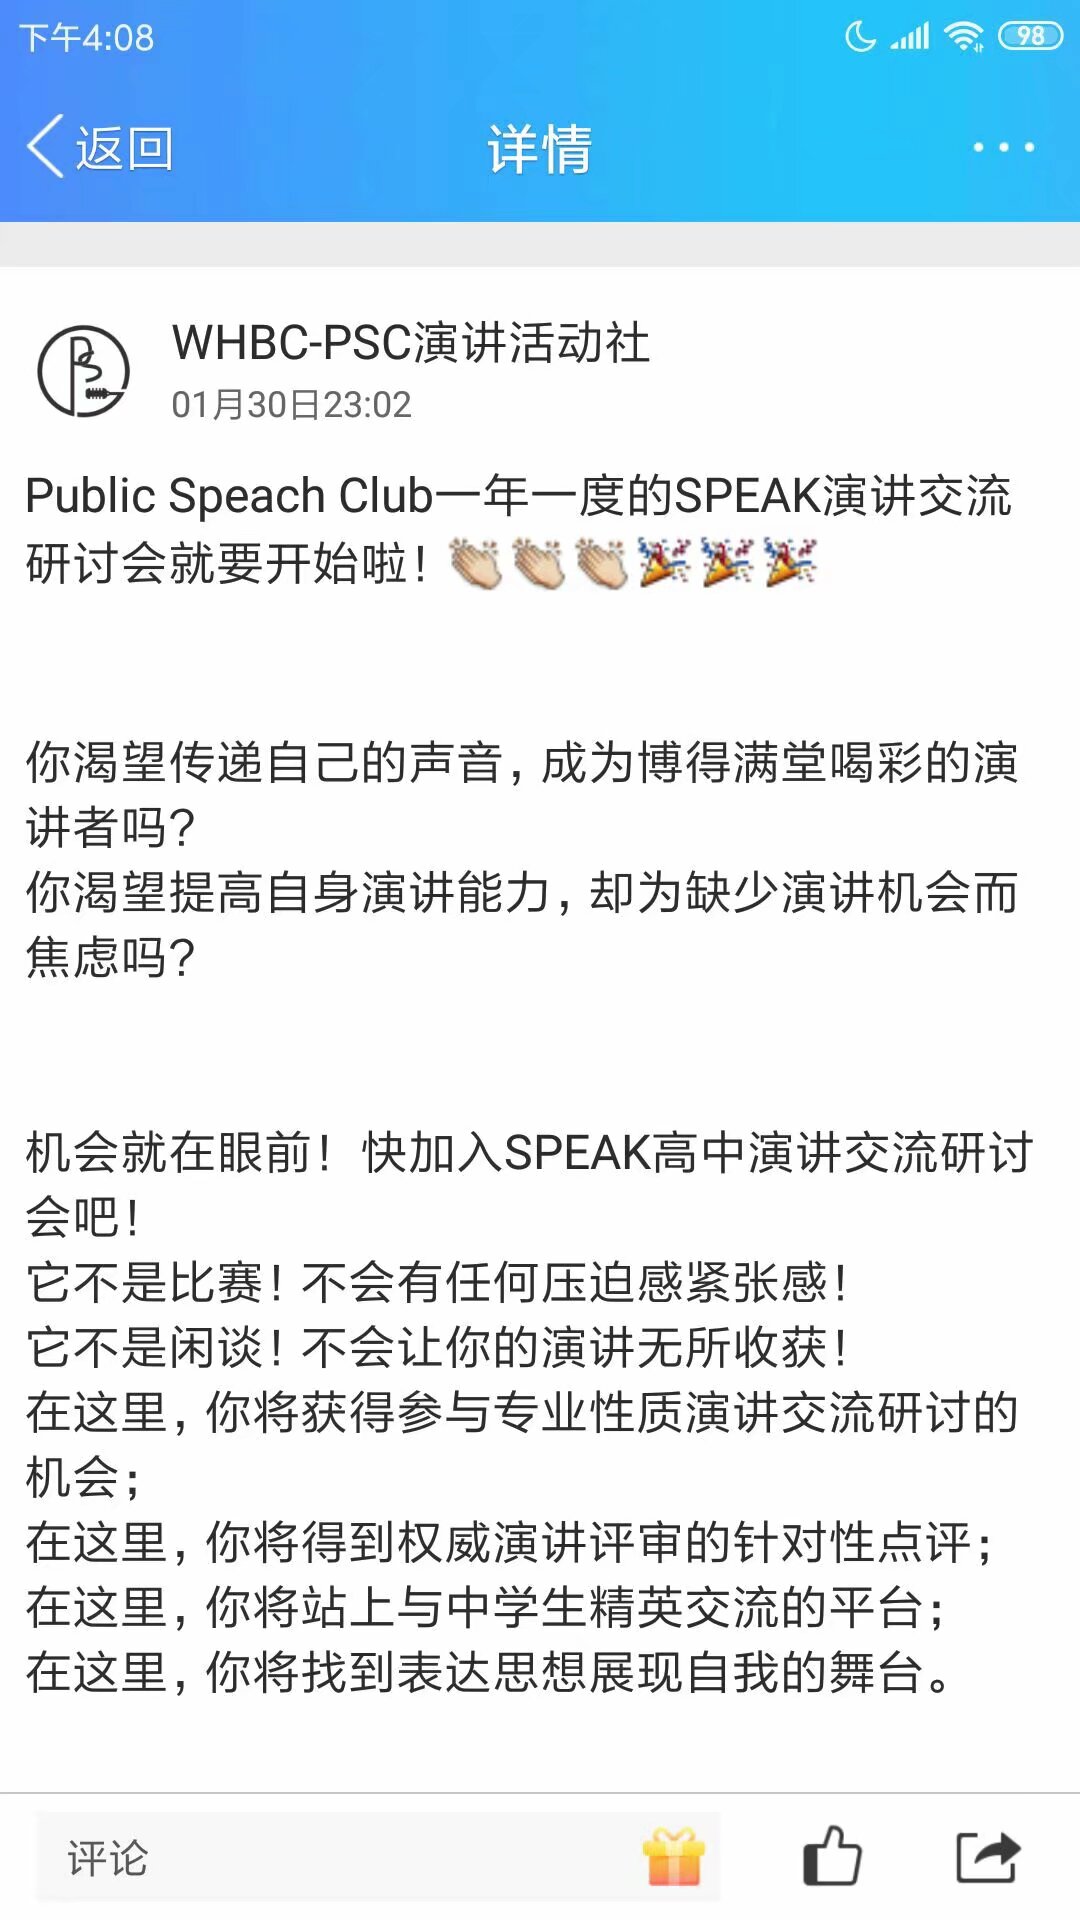 下午4:08
98
返回
详情
WHBC-PSC演讲活动社
01月30日23:02
Public Speach Club一年一度的SPEAK演讲交流
研讨会就要开始啦！👏👏👏🎉🎉🎉
你渴望传递自己的声音，成为博得满堂喝彩的演
讲者吗？
你渴望提高自身演讲能力，却为缺少演讲机会而
焦虑吗？
机会就在眼前！快加入SPEAK高中演讲交流研讨
会吧！
它不是比赛！不会有任何压迫感紧张感！
它不是闲谈！不会让你的演讲无所收获！
在这里，你将获得参与专业性质演讲交流研讨的
机会；
在这里，你将得到权威演讲评审的针对性点评；
在这里，你将站上与中学生精英交流的平台；
在这里，你将找到表达思想展现自我的舞台。
评论